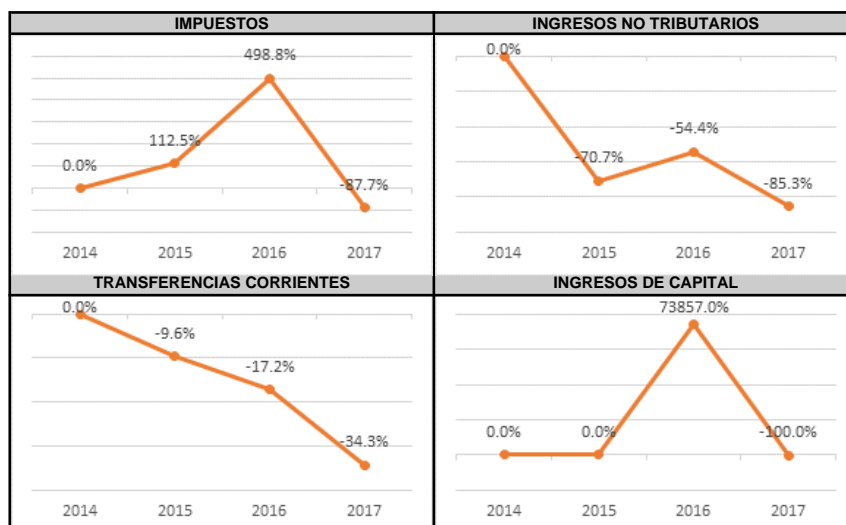 IMPUESTOS
498.8%
112.5%
0.0%
-87.7%
2014 2015 2016 2017
INGRESOS NO TRIBUTARIOS
0.0%
-54.4%
-70.7%
-85.3%
2014 2015 2016 2017
TRANSFERENCIAS CORRIENTES
0.0%
-9.6%
-17.2%
-34.3%
2014 2015 2016 2017
INGRESOS DE CAPITAL
73857.0%
0.0% 0.0% -100.0%
2014 2015 2016 2017